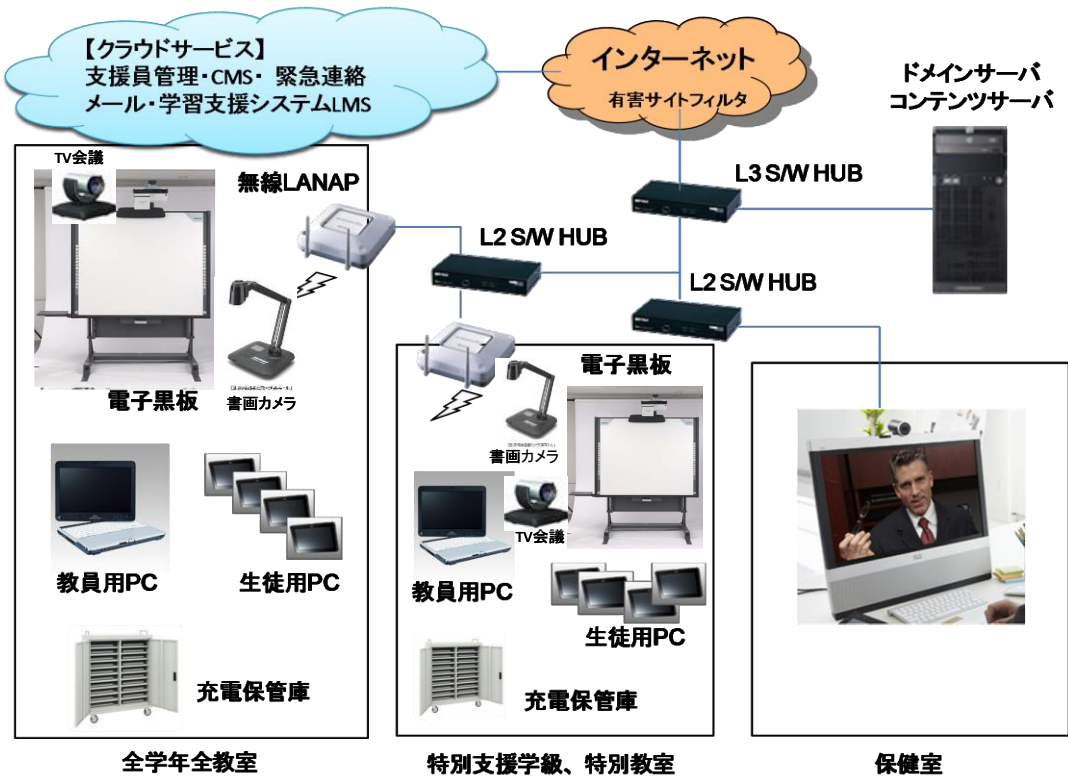 【クラウドサービス】
支援員管理・CMS・ 緊急連絡
メール・学習支援システムLMS
インターネット
有害サイトフィルタ
ドメインサーバ
コンテンツサーバ
TV会議
無線LANAP
L3 S/W HUB
L2 S/W HUB
L2 S/W HUB
電子黒板
書画カメラ
教員用PC
生徒用PC
充電保管庫
全学年全教室
電子黒板
書画カメラ
TV会議
教員用PC
生徒用PC
充電保管庫
特別支援学級、特別教室
保健室